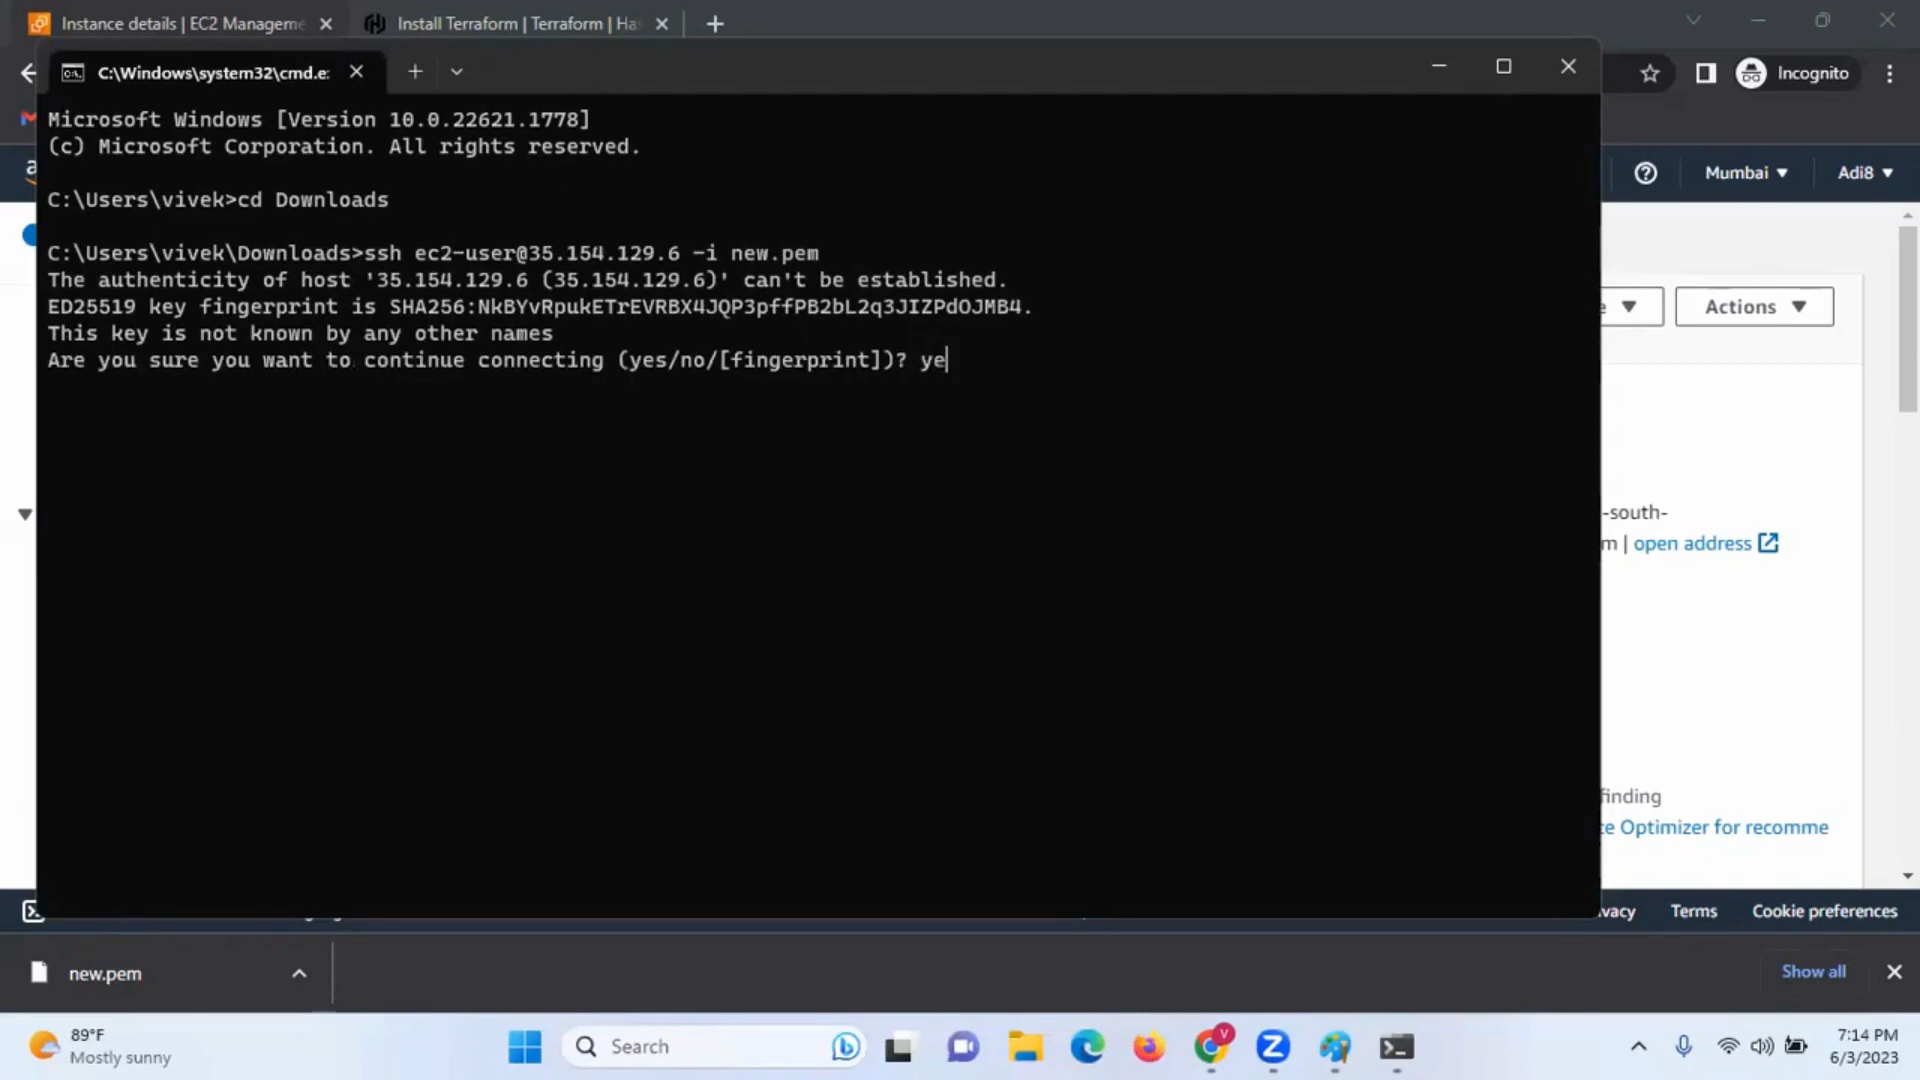 Instance details | EC2 Manageme
Install Terraform | Terraform | Ha
C:\Windows\system32\cmd.e:
Incognito
Microsoft Windows [Version 10.0.22621.1778]
(c) Microsoft Corporation. All rights reserved.
Mumbai
Adi8
C:\Users\vivek>cd Downloads
C:\Users\vivek\Downloads>ssh ec2-user@35.154.129.6 -i new.pem
The authenticity of host '35.154.129.6 (35.154.129.6)' can't be established.
ED25519 key fingerprint is SHA256:NkBYvRpukETrEVRBX4JQP3pffPB2bL2q3JIZPdOJMB4.
Actions
This key is not known by any other names
Are you sure you want to continue connecting (yes/no/[fingerprint])? ye
-south-
m | open address
finding
e Optimizer for recomme
vacy
Terms
Cookie preferences
new.pem
Show all
89°F
Mostly sunny
Search
V
7:14 PM
6/3/2023